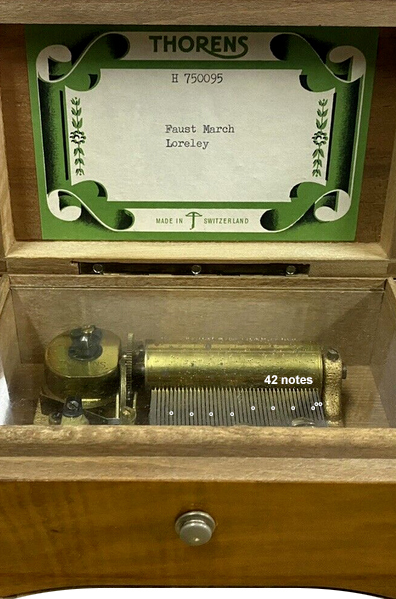 THORENS
H 750095
Faust March
Loreley
MADE IN SWITZERLAND
42 notes